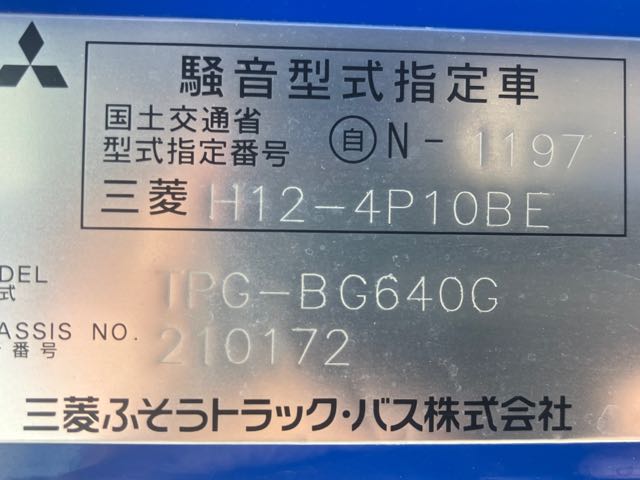 騒音型式指定車
国土交通省
型式指定番号 自 N- 1197
三菱 H12-4P10BE
DEL
式 TPG-BG640G
ASSIS NO.
番号 210172
三菱ふそうトラック・バス株式会社